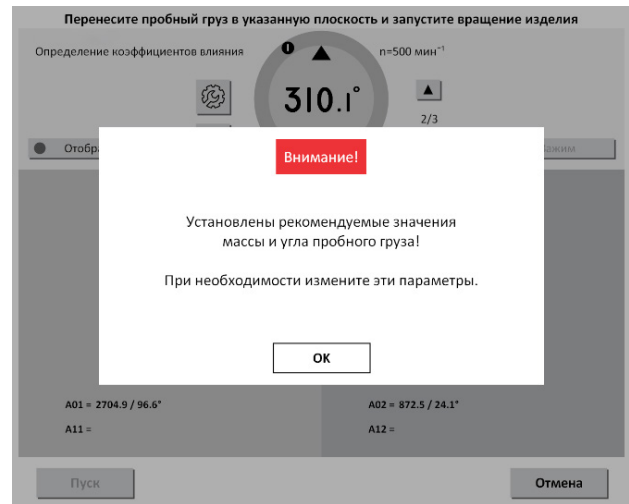 Перенесите пробный груз в указанную плоскость и запустите вращение изделия
Определение коэффициентов влияния
n=500 мин⁻¹
310.1°
2/3
Отобр
Зажим
Внимание!
Установлены рекомендуемые значения
массы и угла пробного груза!
При необходимости измените эти параметры.
ОК
A01 = 2704.9 / 96.6°
A02 = 872.5 / 24.1°
A11 =
A12 =
Пуск
Отмена